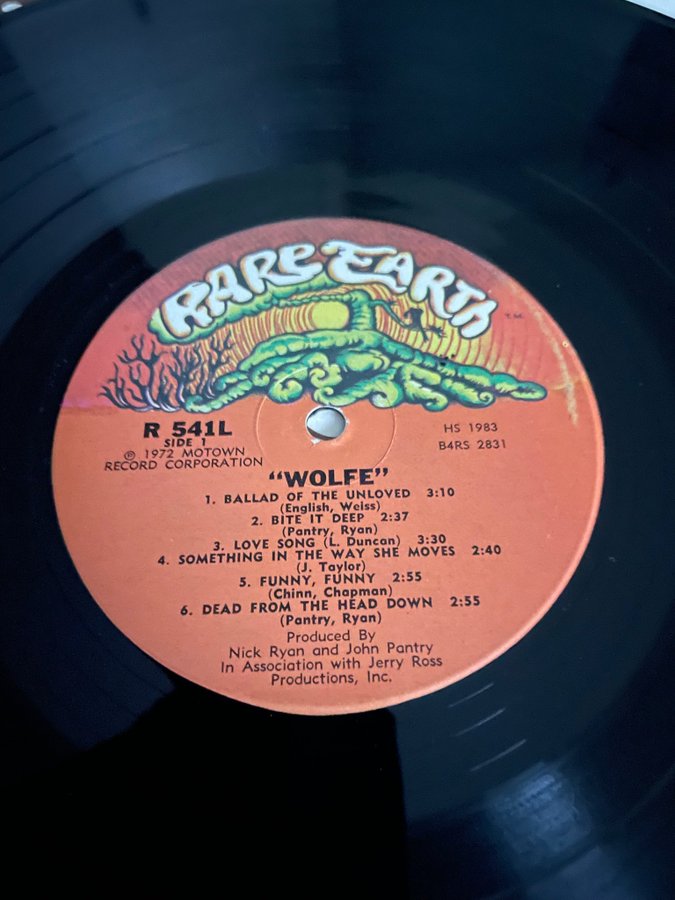 RARE EARTH
T.M.
R 541L
SIDE 1
℗ 1972 MOTOWN
RECORD CORPORATION
HS 1983
B4RS 2831
"WOLFE"
1. BALLAD OF THE UNLOVED 3:10
(English, Weiss)
2. BITE IT DEEP 2:37
(Pantry, Ryan)
3. LOVE SONG (L. Duncan) 3:30
4. SOMETHING IN THE WAY SHE MOVES 2:40
(J. Taylor)
5. FUNNY, FUNNY 2:55
(Chinn, Chapman)
6. DEAD FROM THE HEAD DOWN 2:55
(Pantry, Ryan)
Produced By
Nick Ryan and John Pantry
In Association with Jerry Ross
Productions, Inc.